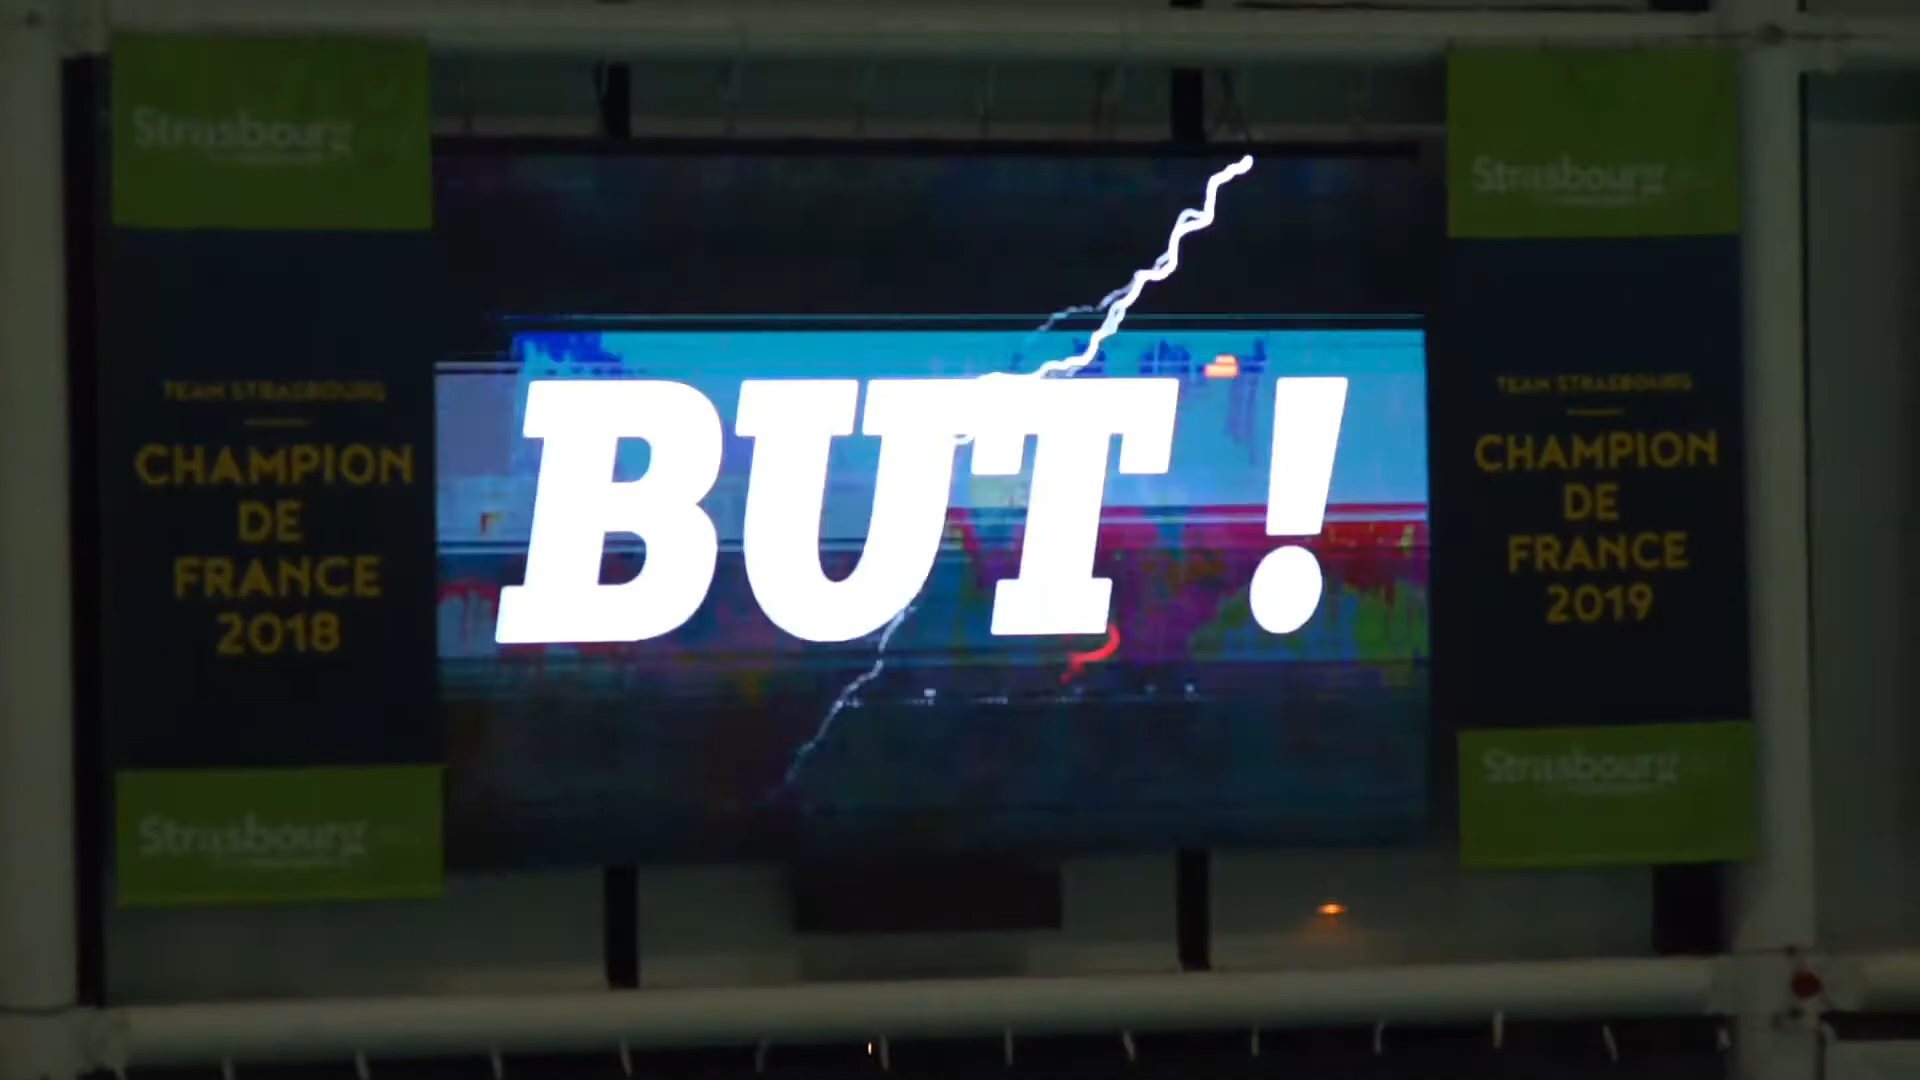 Strasbourg
TEAM STRASBOURG
CHAMPION
DE
FRANCE
2018
Strasbourg
BUT !
Strasbourg
TEAM STRASBOURG
CHAMPION
DE
FRANCE
2019
Strasbourg